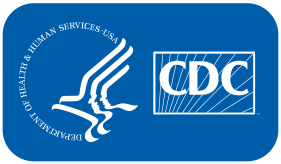 DEPARTMENT OF HEALTH & HUMAN SERVICES·USA
CDC